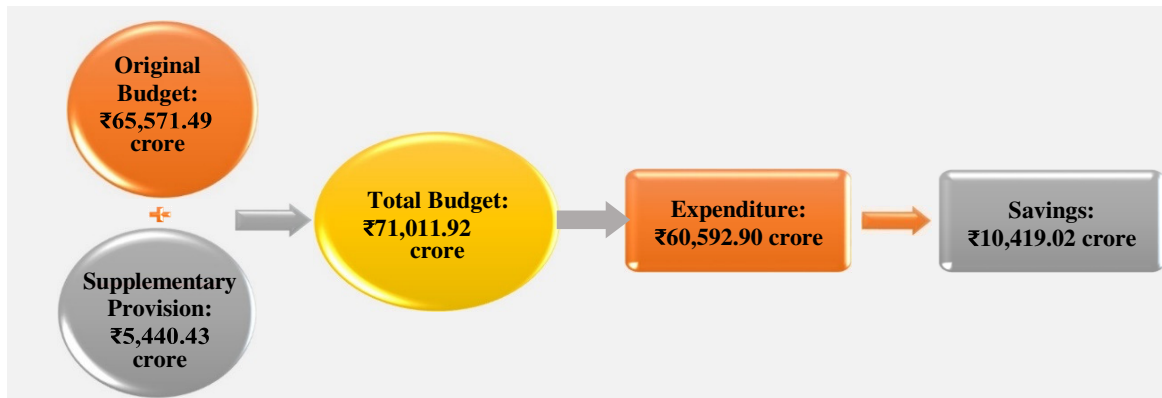 Original
Budget:
₹65,571.49
crore
+
Supplementary
Provision:
₹5,440.43
crore
Total Budget:
₹71,011.92
crore
Expenditure:
₹60,592.90 crore
Savings:
₹10,419.02 crore